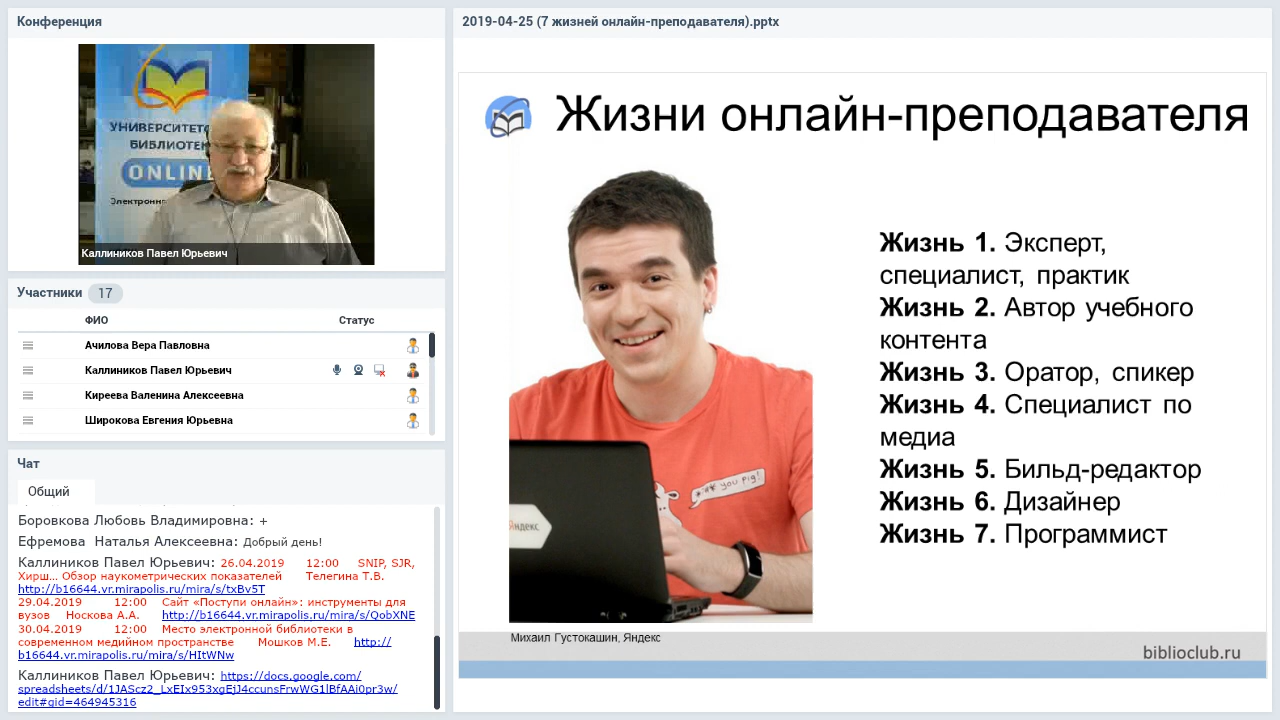 Конференция
УНИВЕРСИТЕТС
БИБЛИОТЕК
ONLINE
Электронна
Каллиников Павел Юрьевич
Участники 17
ФИО Статус
Ачилова Вера Павловна
Каллиников Павел Юрьевич
Киреева Валенина Алексеевна
Широкова Евгения Юрьевна
Чат
Общий
Боровкова Любовь Владимировна: +
Ефремова Наталья Алексеевна: Добрый день!
Каллиников Павел Юрьевич: 26.04.2019 12:00 SNIP, SJR,
Хирш... Обзор наукометрических показателей Телегина Т.В.
http://b16644.vr.mirapolis.ru/mira/s/txBv5T
29.04.2019 12:00 Сайт «Поступи онлайн»: инструменты для
вузов Носкова А.А. http://b16644.vr.mirapolis.ru/mira/s/QobXNE
30.04.2019 12:00 Место электронной библиотеки в
современном медийном пространстве Мошков М.Е. http://
b16644.vr.mirapolis.ru/mira/s/HItWNw
Каллиников Павел Юрьевич: https://docs.google.com/
spreadsheets/d/1JAScz2_LxEIx953xgEjJ4ccunsFrwWG1lBfAAi0pr3w/
edit#gid=464945316
2019-04-25 (7 жизней онлайн-преподавателя).pptx
Жизни онлайн-преподавателя
Жизнь 1. Эксперт,
специалист, практик
Жизнь 2. Автор учебного
контента
Жизнь 3. Оратор, спикер
Жизнь 4. Специалист по
медиа
Жизнь 5. Бильд-редактор
Жизнь 6. Дизайнер
Жизнь 7. Программист
you pig!
Яндекс
Михаил Густокашин, Яндекс
biblioclub.ru